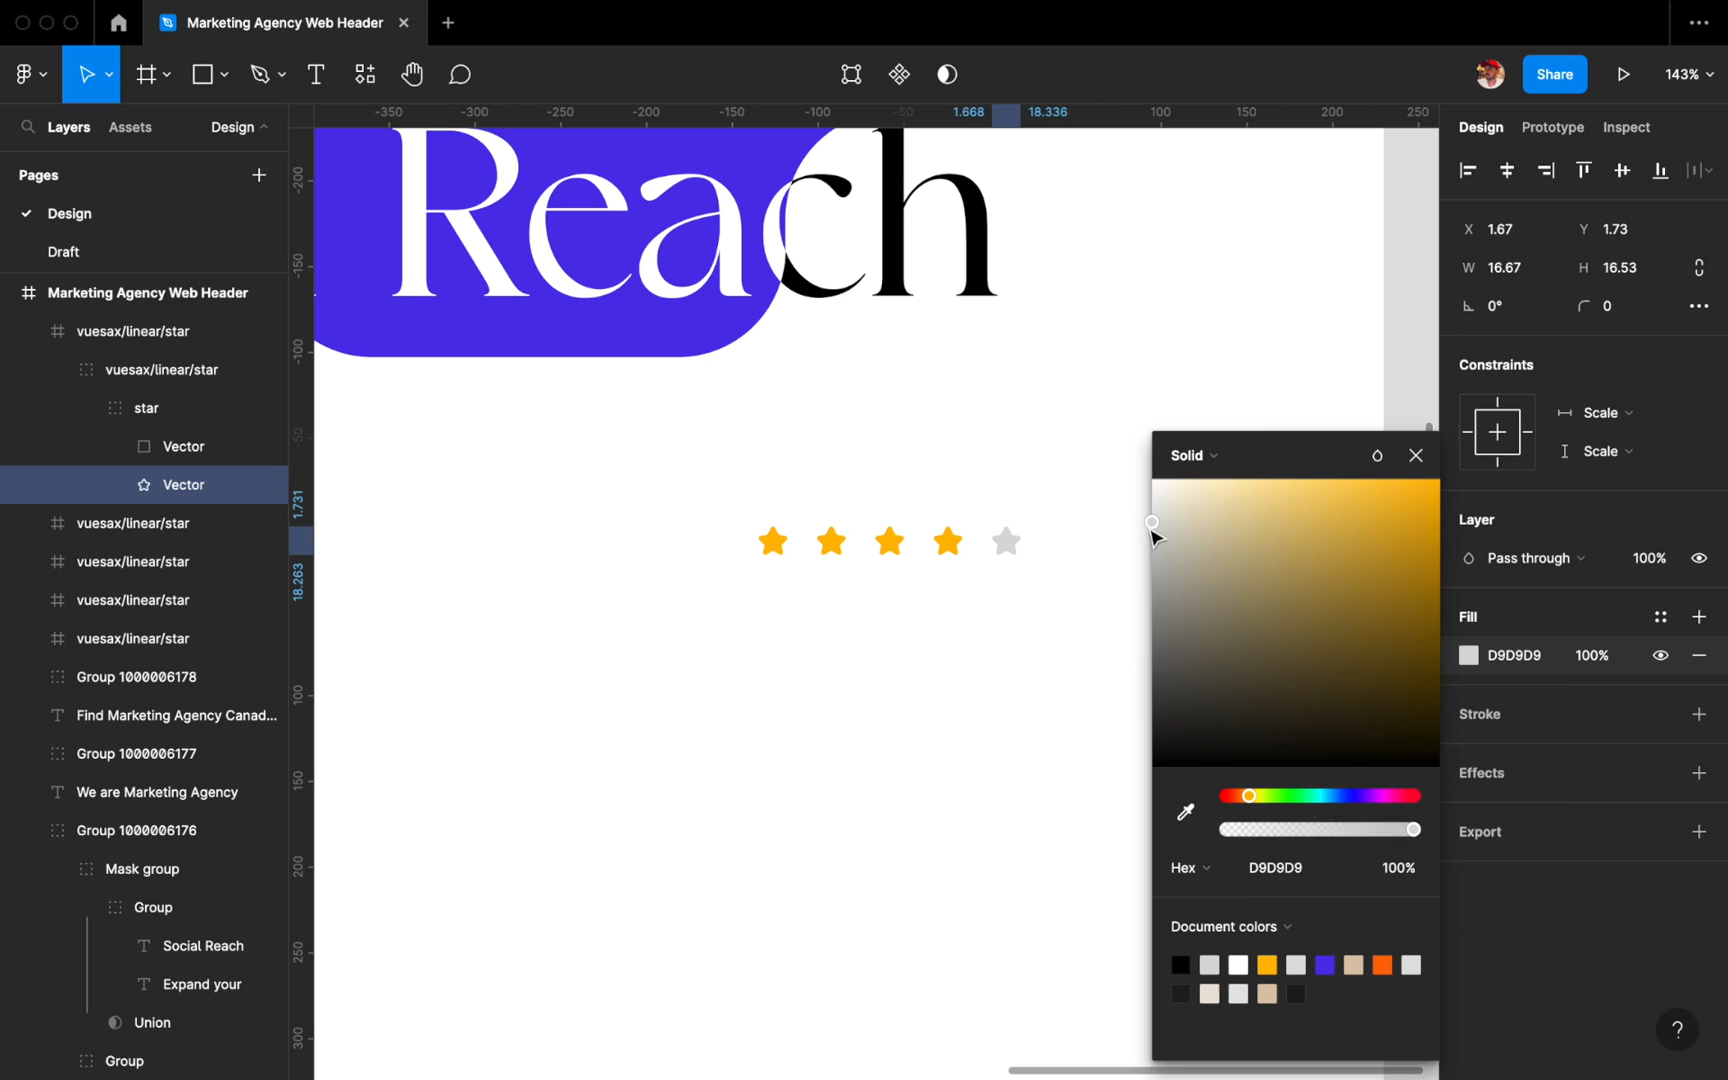 Marketing Agency Web Header
Share
143%
Layers
Assets
Design
-350
-300
-250
-200
-150
-100
-50
1.668
18.336
100
150
200
250
Design
Prototype
Inspect
Pages
Design
Draft
Marketing Agency Web Header
vuesax/linear/star
vuesax/linear/star
star
Vector
Vector
vuesax/linear/star
vuesax/linear/star
vuesax/linear/star
vuesax/linear/star
Group 1000006178
Find Marketing Agency Canad...
Group 1000006177
We are Marketing Agency
Group 1000006176
Mask group
Group
Social Reach
Expand your
Union
Group
-200
-150
-100
-50
1.731
18.263
100
150
200
250
300
Reach
Solid
Hex
D9D9D9
100%
Document colors
X 1.67
Y 1.73
W 16.67
H 16.53
0°
0
Constraints
Scale
Scale
Layer
Pass through
100%
Fill
D9D9D9
100%
Stroke
Effects
Export
?